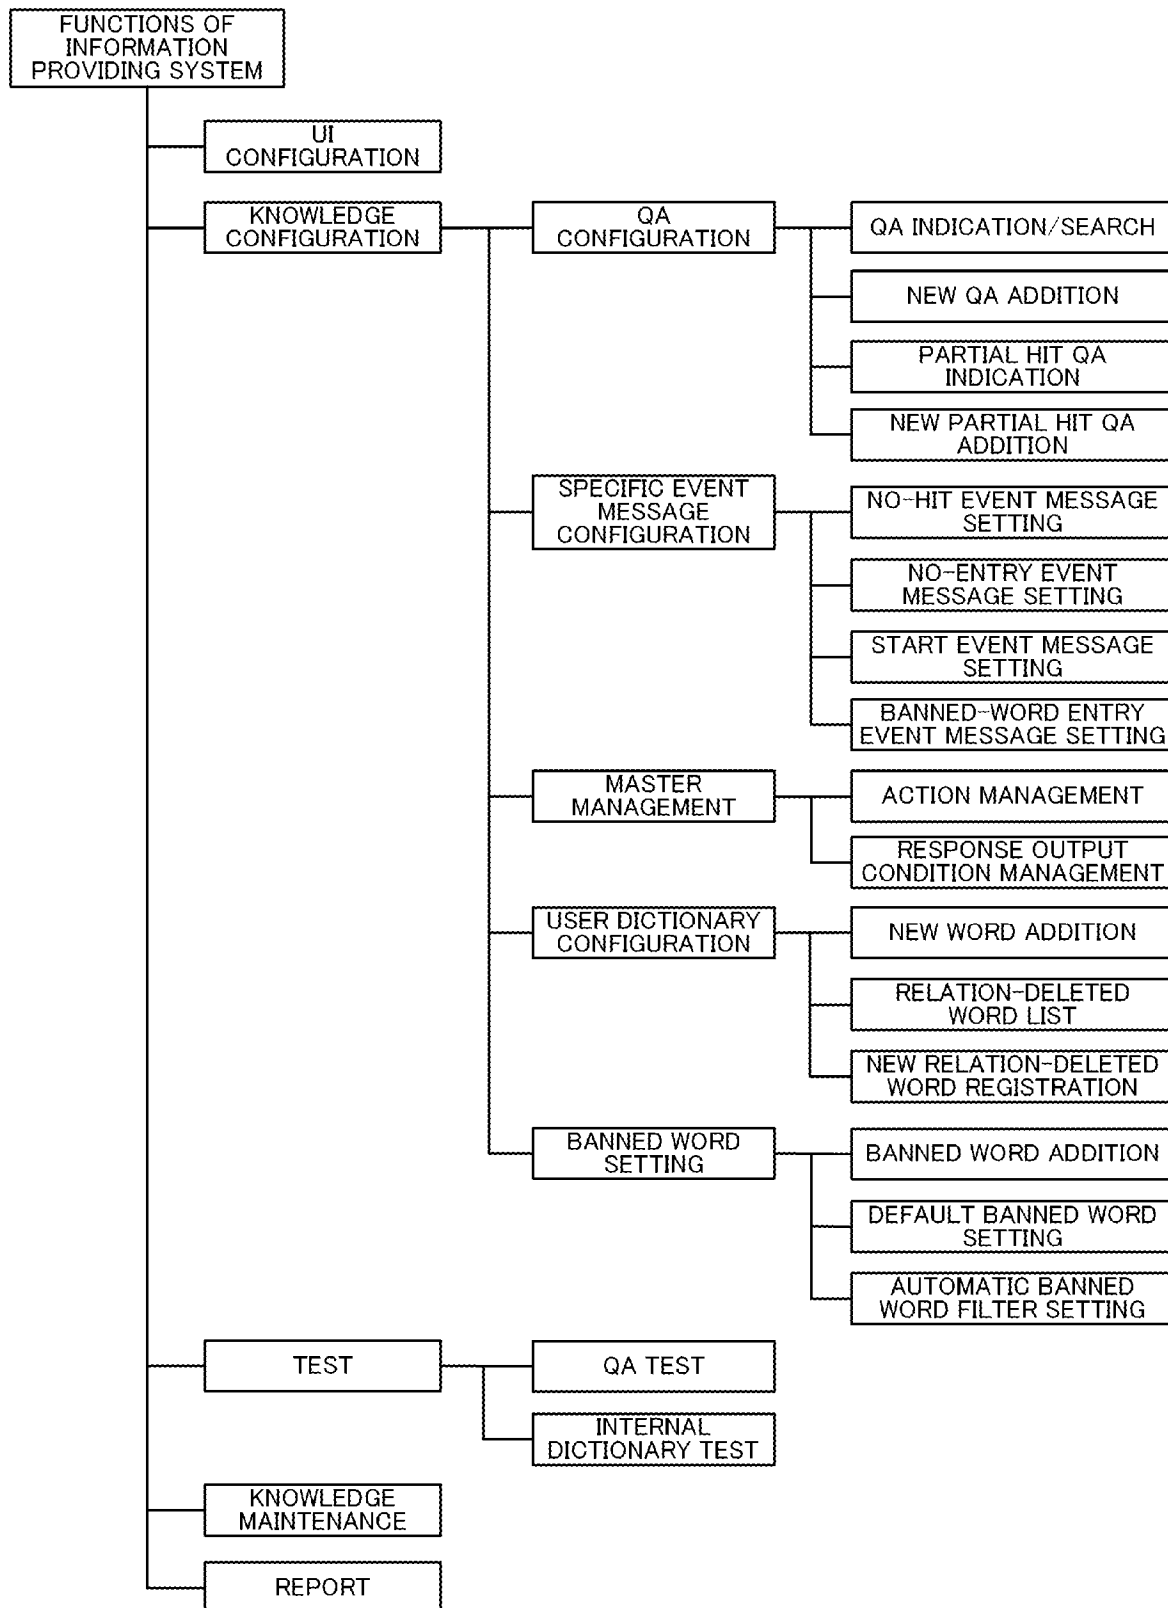 FUNCTIONS OF
INFORMATION
PROVIDING SYSTEM
UI
CONFIGURATION
KNOWLEDGE
CONFIGURATION
QA
CONFIGURATION
QA INDICATION/SEARCH
NEW QA ADDITION
PARTIAL HIT QA
INDICATION
NEW PARTIAL HIT QA
ADDITION
SPECIFIC EVENT
MESSAGE
CONFIGURATION
NO-HIT EVENT MESSAGE
SETTING
NO-ENTRY EVENT
MESSAGE SETTING
START EVENT MESSAGE
SETTING
BANNED-WORD ENTRY
EVENT MESSAGE SETTING
MASTER
MANAGEMENT
ACTION MANAGEMENT
RESPONSE OUTPUT
CONDITION MANAGEMENT
USER DICTIONARY
CONFIGURATION
NEW WORD ADDITION
RELATION-DELETED
WORD LIST
NEW RELATION-DELETED
WORD REGISTRATION
BANNED WORD
SETTING
BANNED WORD ADDITION
DEFAULT BANNED WORD
SETTING
AUTOMATIC BANNED
WORD FILTER SETTING
TEST
QA TEST
INTERNAL
DICTIONARY TEST
KNOWLEDGE
MAINTENANCE
REPORT